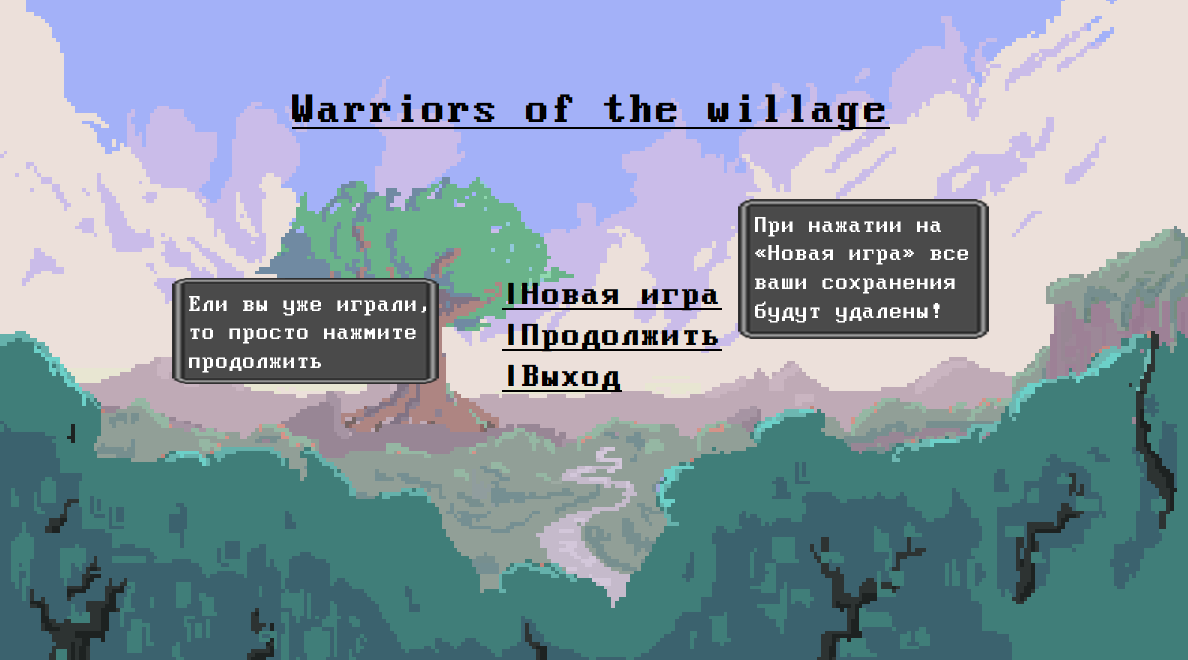 Warriors of the willage
При нажатии на
«Новая игра» все
ваши сохранения
будут удалены!
Ели вы уже играли,
то просто нажмите
продолжить
|Новая игра
|Продолжить
|Выход